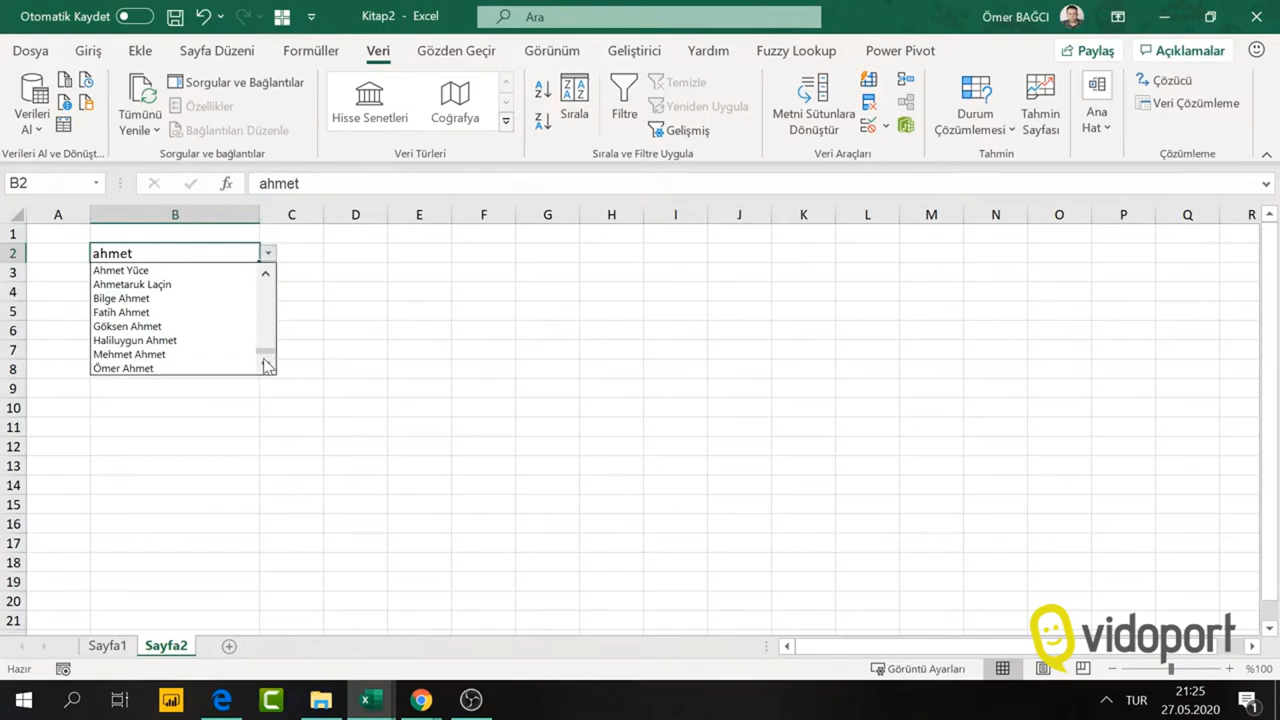 Otomatik Kaydet
Kitap2 - Excel
Ara
Ömer BAĞCI
Dosya Giriş Ekle Sayfa Düzeni Formüller Veri Gözden Geçir Görünüm Geliştirici Yardım Fuzzy Lookup Power Pivot Paylaş Açıklamalar
Verileri Al
Tümünü Yenile
Sorgular ve Bağlantılar
Özellikler
Bağlantıları Düzenle
Hisse Senetleri
Coğrafya
Sırala
Filtre
Temizle
Yeniden Uygula
Gelişmiş
Metni Sütunlara Dönüştür
Durum Çözümlemesi
Tahmin Sayfası
Ana Hat
Çözücü
Veri Çözümleme
Verileri Al ve Dönüşt... Sorgular ve bağlantılar Veri Türleri Sırala ve Filtre Uygula Veri Araçları Tahmin Çözümleme
B2 fx ahmet
A B C D E F G H I J K L M N O P Q R
1
2 ahmet
3
4
5
6
7
8
9
10
11
12
13
14
15
16
17
18
19
20
21
Ahmet Yüce
Ahmetaruk Laçin
Bilge Ahmet
Fatih Ahmet
Göksen Ahmet
Haliluygun Ahmet
Mehmet Ahmet
Ömer Ahmet
vidoport
Sayfa1 Sayfa2
Hazır
Görüntü Ayarları
%100
TUR
21:25
27.05.2020
1